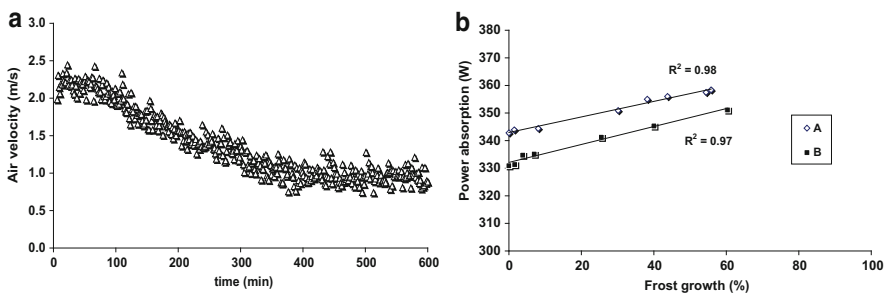 a
3.0
2.5
2.0
1.5
1.0
0.5
0.0
Air velocity (m/s)
0 100 200 300 400 500 600
time (min)
b
380
370
360
350
340
330
320
310
300
Power absorption (W)
R² = 0.98
R² = 0.97
A
B
0 20 40 60 80 100
Frost growth (%)